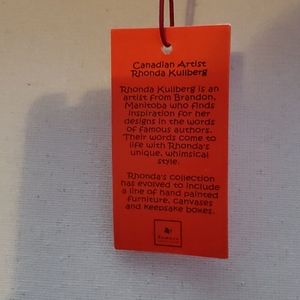 Canadian Artist
Rhonda Kullberg
Rhonda Kullberg is an
artist from Brandon,
Manitoba who finds
inspiration for her
designs in the words
of famous authors.
Their words come to
life with Rhonda's
unique, whimsical
style.
Rhonda's collection
has evolved to include
a line of hand painted
furniture, canvases
and keepsake boxes.